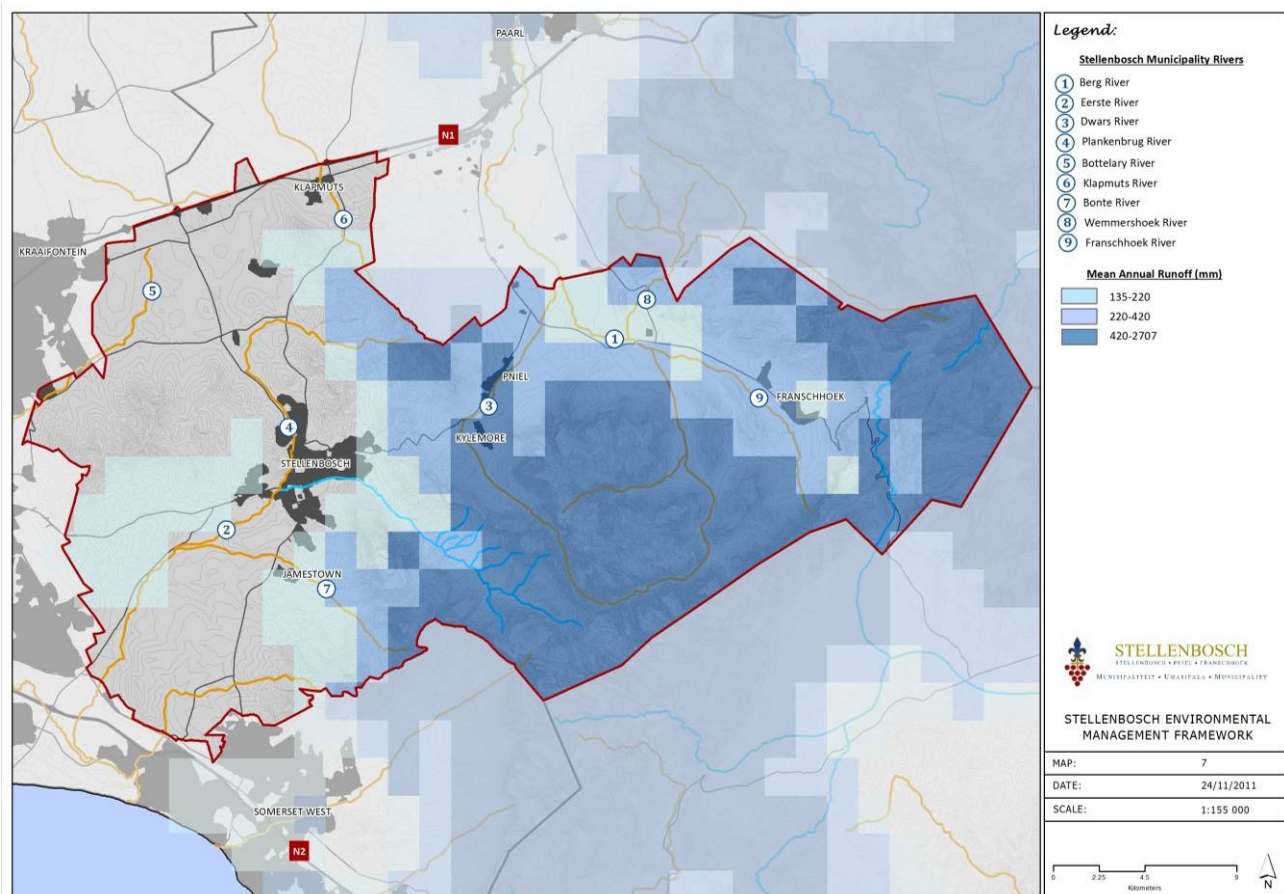 PAARL
N1
KLAPMUTS
6
KRAAIFONTEIN
5
8
1
PNIEL
9
FRANSCHHOEK
3
4
KYLEMORE
STELLENBOSCH
2
JAMESTOWN
7
SOMERSET WEST
N2
Legend:
Stellenbosch Municipality Rivers
1 Berg River
2 Eerste River
3 Dwars River
4 Plankenbrug River
5 Bottelary River
6 Klapmuts River
7 Bonte River
8 Wemmershoek River
9 Franschhoek River
Mean Annual Runoff (mm)
135-220
220-420
420-2707
STELLENBOSCH
STELLENBOSCH • PNIEL • FRANSCHHOEK
MUNISIPALITEIT • UMASIPALA • MUNICIPALITY
STELLENBOSCH ENVIRONMENTAL
MANAGEMENT FRAMEWORK
MAP: 7
DATE: 24/11/2011
SCALE: 1:155 000
0 2.25 4.5 9
Kilometers
N